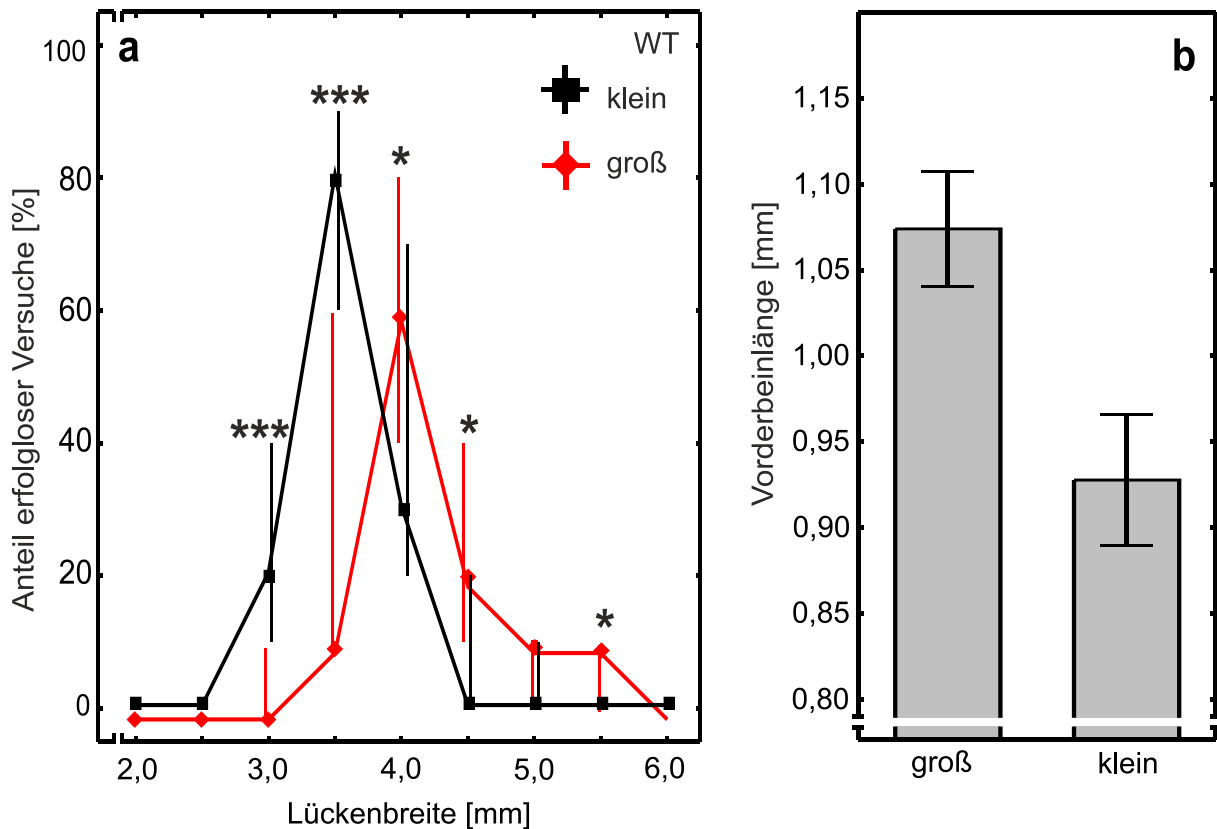 a
WT
klein
groß
***
*
***
*
*
100
80
60
40
20
0
Anteil erfolgloser Versuche [%]
2,0 3,0 4,0 5,0 6,0
Lückenbreite [mm]
b
1,15
1,10
1,05
1,00
0,95
0,90
0,85
0,80
Vorderbeinlänge [mm]
groß klein